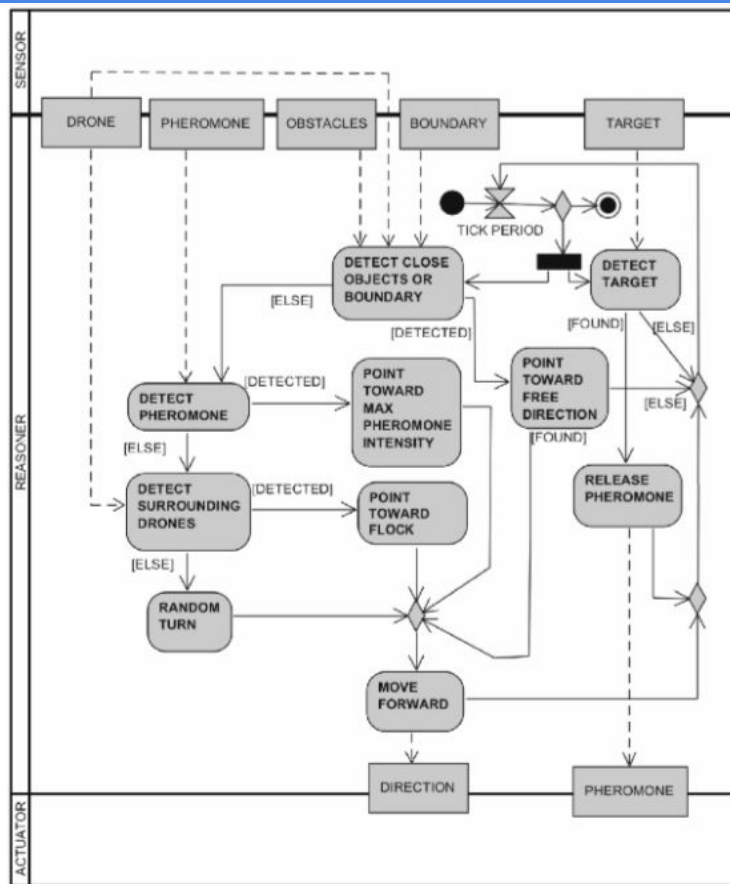 SENSOR
DRONE
PHEROMONE
OBSTACLES
BOUNDARY
TARGET
REASONER
TICK PERIOD
DETECT CLOSE
OBJECTS OR
BOUNDARY
DETECT
TARGET
[ELSE]
[DETECTED]
[FOUND]
[ELSE]
DETECT
PHEROMONE
[DETECTED]
POINT
TOWARD
MAX
PHEROMONE
INTENSITY
POINT
TOWARD
FREE
DIRECTION
[ELSE]
[FOUND]
[ELSE]
DETECT
SURROUNDING
DRONES
[DETECTED]
POINT
TOWARD
FLOCK
RELEASE
PHEROMONE
[ELSE]
RANDOM
TURN
MOVE
FORWARD
DIRECTION
PHEROMONE
ACTUATOR